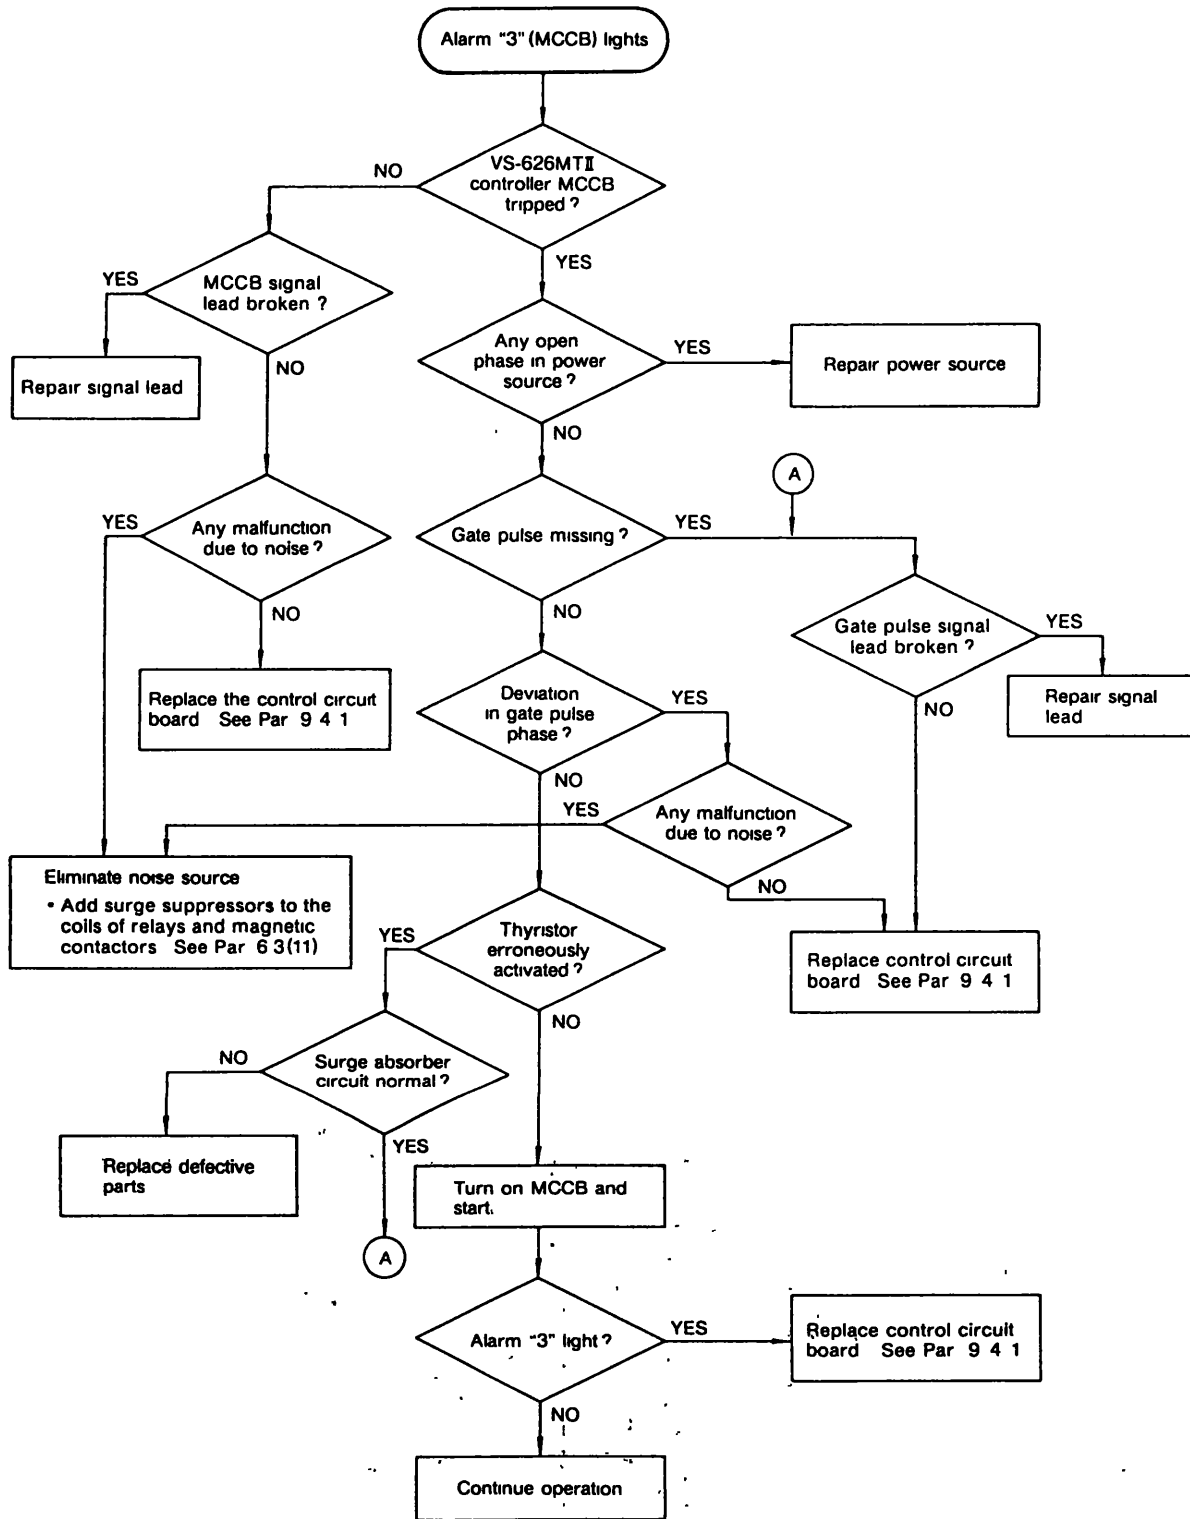 Alarm "3" (MCCB) lights
VS-626MTⅡ
controller MCCB
tripped?
NO
YES
MCCB signal
lead broken?
YES
NO
Repair signal lead
Any open
phase in power
source?
YES
Repair power source
NO
A
Any malfunction
due to noise?
YES
NO
Gate pulse missing?
YES
NO
Gate pulse signal
lead broken?
YES
Repair signal
lead
NO
Replace the control circuit
board See Par 9 4 1
Deviation
in gate pulse
phase?
YES
NO
Any malfunction
due to noise?
YES
NO
Eliminate noise source
• Add surge suppressors to the
coils of relays and magnetic
contactors See Par 6 3(11)
Thyristor
erroneously
activated?
YES
NO
Replace control circuit
board See Par 9 4 1
Surge absorber
circuit normal?
NO
YES
Replace defective
parts
A
Turn on MCCB and
start.
Alarm "3" light?
YES
Replace control circuit
board See Par 9 4 1
NO
Continue operation